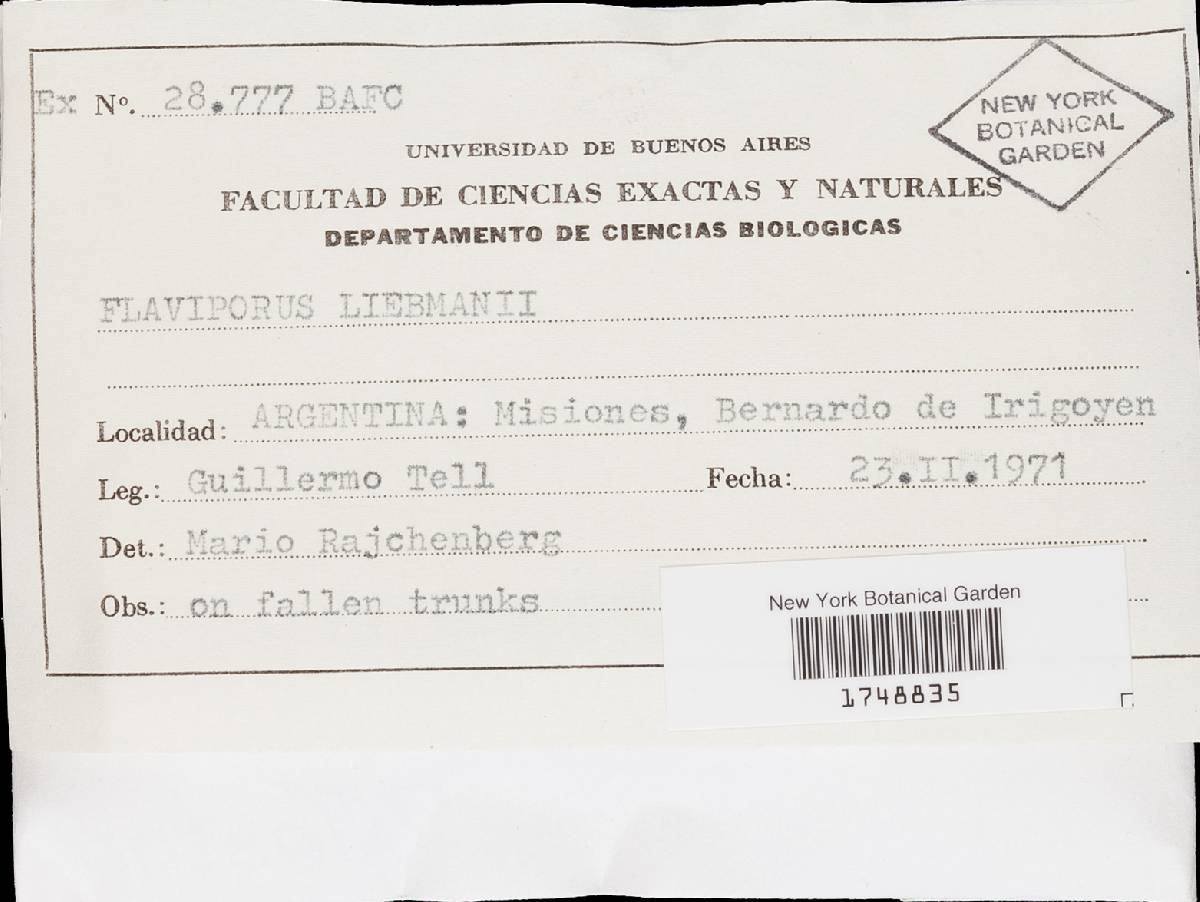 Ex Nº. 28.777 BAFC
NEW YORK
BOTANICAL
GARDEN
UNIVERSIDAD DE BUENOS AIRES
FACULTAD DE CIENCIAS EXACTAS Y NATURALES
DEPARTAMENTO DE CIENCIAS BIOLOGICAS
FLAVIPORUS LIEBMANII
Localidad: ARGENTINA: Misiones, Bernardo de Irigoyen
Leg.: Guillermo Tell Fecha: 23.II.1971
Det.: Mario Rajchenberg
Obs.: on fallen trunks
New York Botanical Garden
1748835